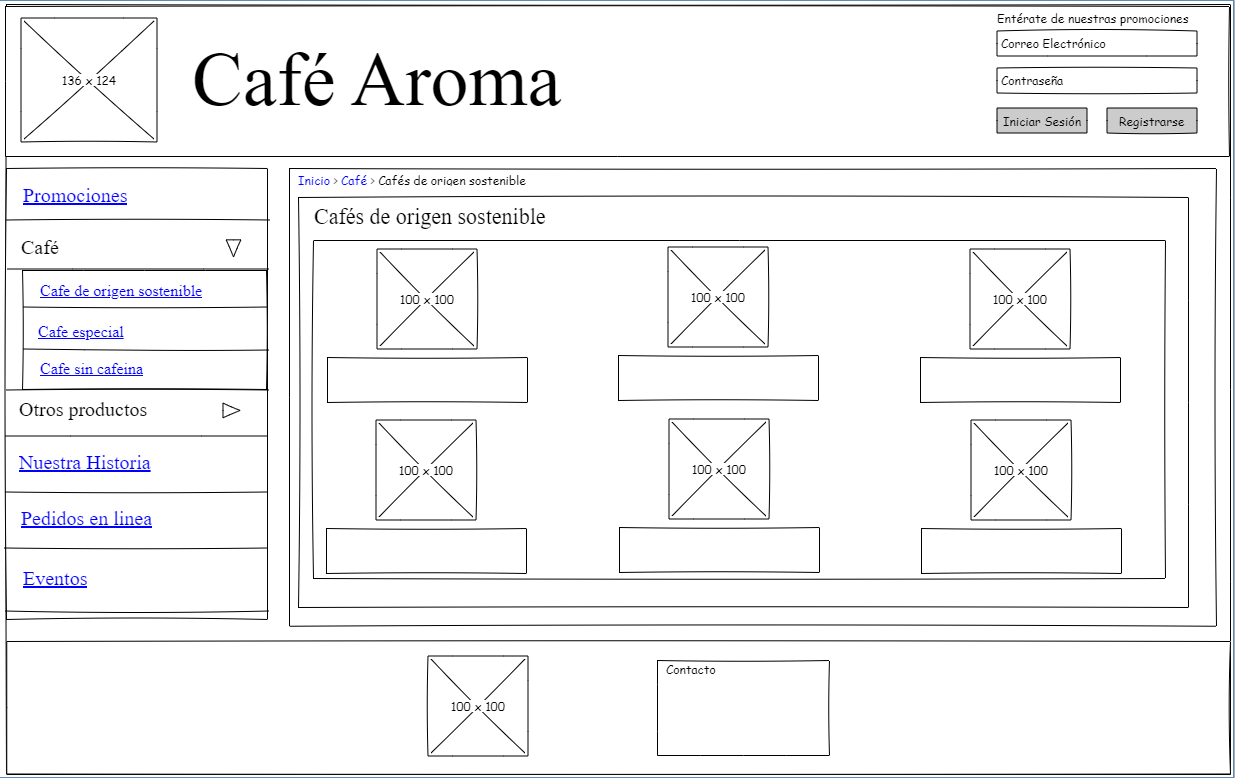 136 x 124
Café Aroma
Entérate de nuestras promociones
Correo Electrónico
Contraseña
Iniciar Sesión
Registrarse
Promociones
Café
Cafe de origen sostenible
Cafe especial
Cafe sin cafeina
Otros productos
Nuestra Historia
Pedidos en linea
Eventos
Inicio > Café > Cafés de origen sostenible
Cafés de origen sostenible
100 x 100
100 x 100
100 x 100
100 x 100
100 x 100
100 x 100
100 x 100
Contacto